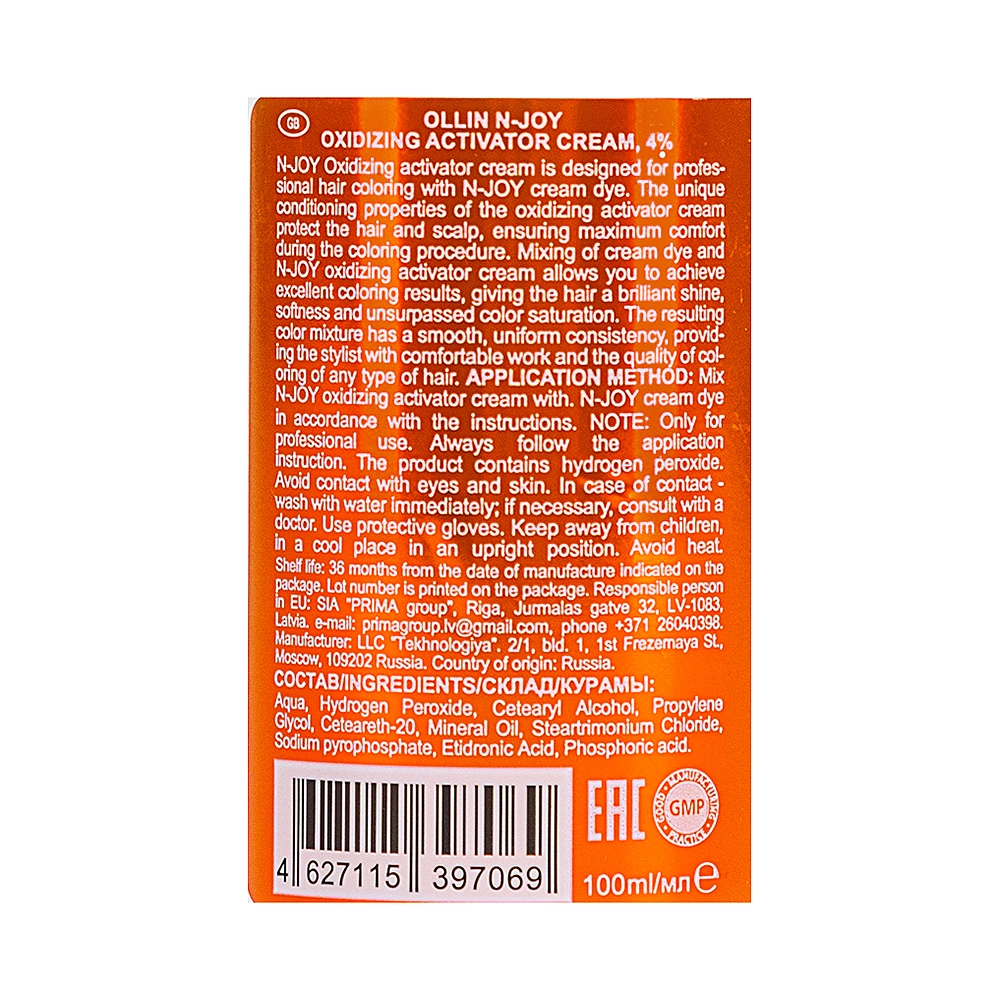 GB
OLLIN N-JOY
OXIDIZING ACTIVATOR CREAM, 4%
N-JOY Oxidizing activator cream is designed for profes-
sional hair coloring with N-JOY cream dye. The unique
conditioning properties of the oxidizing activator cream
protect the hair and scalp, ensuring maximum comfort
during the coloring procedure. Mixing of cream dye and
N-JOY oxidizing activator cream allows you to achieve
excellent coloring results, giving the hair a brilliant shine,
softness and unsurpassed color saturation. The resulting
color mixture has a smooth, uniform consistency, provid-
ing the stylist with comfortable work and the quality of col-
oring of any type of hair. APPLICATION METHOD: Mix
N-JOY oxidizing activator cream with. N-JOY cream dye
in accordance with the instructions. NOTE: Only for
professional use. Always follow the application
instruction. The product contains hydrogen peroxide.
Avoid contact with eyes and skin. In case of contact -
wash with water immediately; if necessary, consult with a
doctor. Use protective gloves. Keep away from children,
in a cool place in an upright position. Avoid heat.
Shelf life: 36 months from the date of manufacture indicated on the
package. Lot number is printed on the package. Responsible person
in EU: SIA "PRIMA group", Riga, Jurmalas gatve 32, LV-1083,
Latvia. e-mail: primagroup.lv@gmail.com, phone +371 26040398.
Manufacturer: LLC "Tekhnologiya". 2/1, bld. 1, 1st Frezernaya St.,
Moscow, 109202 Russia. Country of origin: Russia.
СОСТАВ/INGREDIENTS/СКЛАД/КУРАМЫ:
Aqua, Hydrogen Peroxide, Cetearyl Alcohol, Propylene
Glycol, Ceteareth-20, Mineral Oil, Steartrimonium Chloride,
Sodium pyrophosphate, Etidronic Acid, Phosphoric acid.
EAC
GOOD · MANUFACTURING · PRACTICE
GMP
4 627115 397069
100ml/мл e